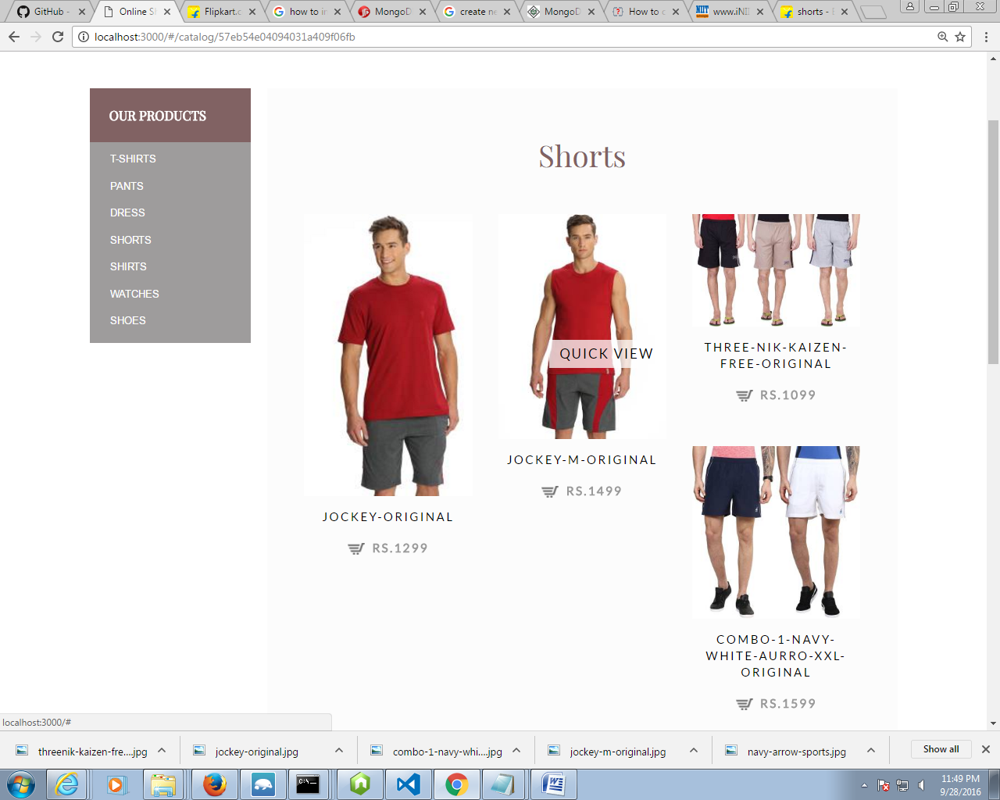 GitHub -
Online Sh
Flipkart.c
how to in
MongoD
create ne
MongoD
How to c
www.iNI
shorts -
localhost:3000/#/catalog/57eb54e04094031a409f06fb
OUR PRODUCTS
T-SHIRTS
PANTS
DRESS
SHORTS
SHIRTS
WATCHES
SHOES
Shorts
JOCKEY-ORIGINAL
RS.1299
QUICK VIEW
JOCKEY-M-ORIGINAL
RS.1499
THREE-NIK-KAIZEN-
FREE-ORIGINAL
RS.1099
COMBO-1-NAVY-
WHITE-AURRO-XXL-
ORIGINAL
RS.1599
localhost:3000/#
threenik-kaizen-fre....jpg
jockey-original.jpg
combo-1-navy-whi....jpg
jockey-m-original.jpg
navy-arrow-sports.jpg
Show all
11:49 PM
9/28/2016